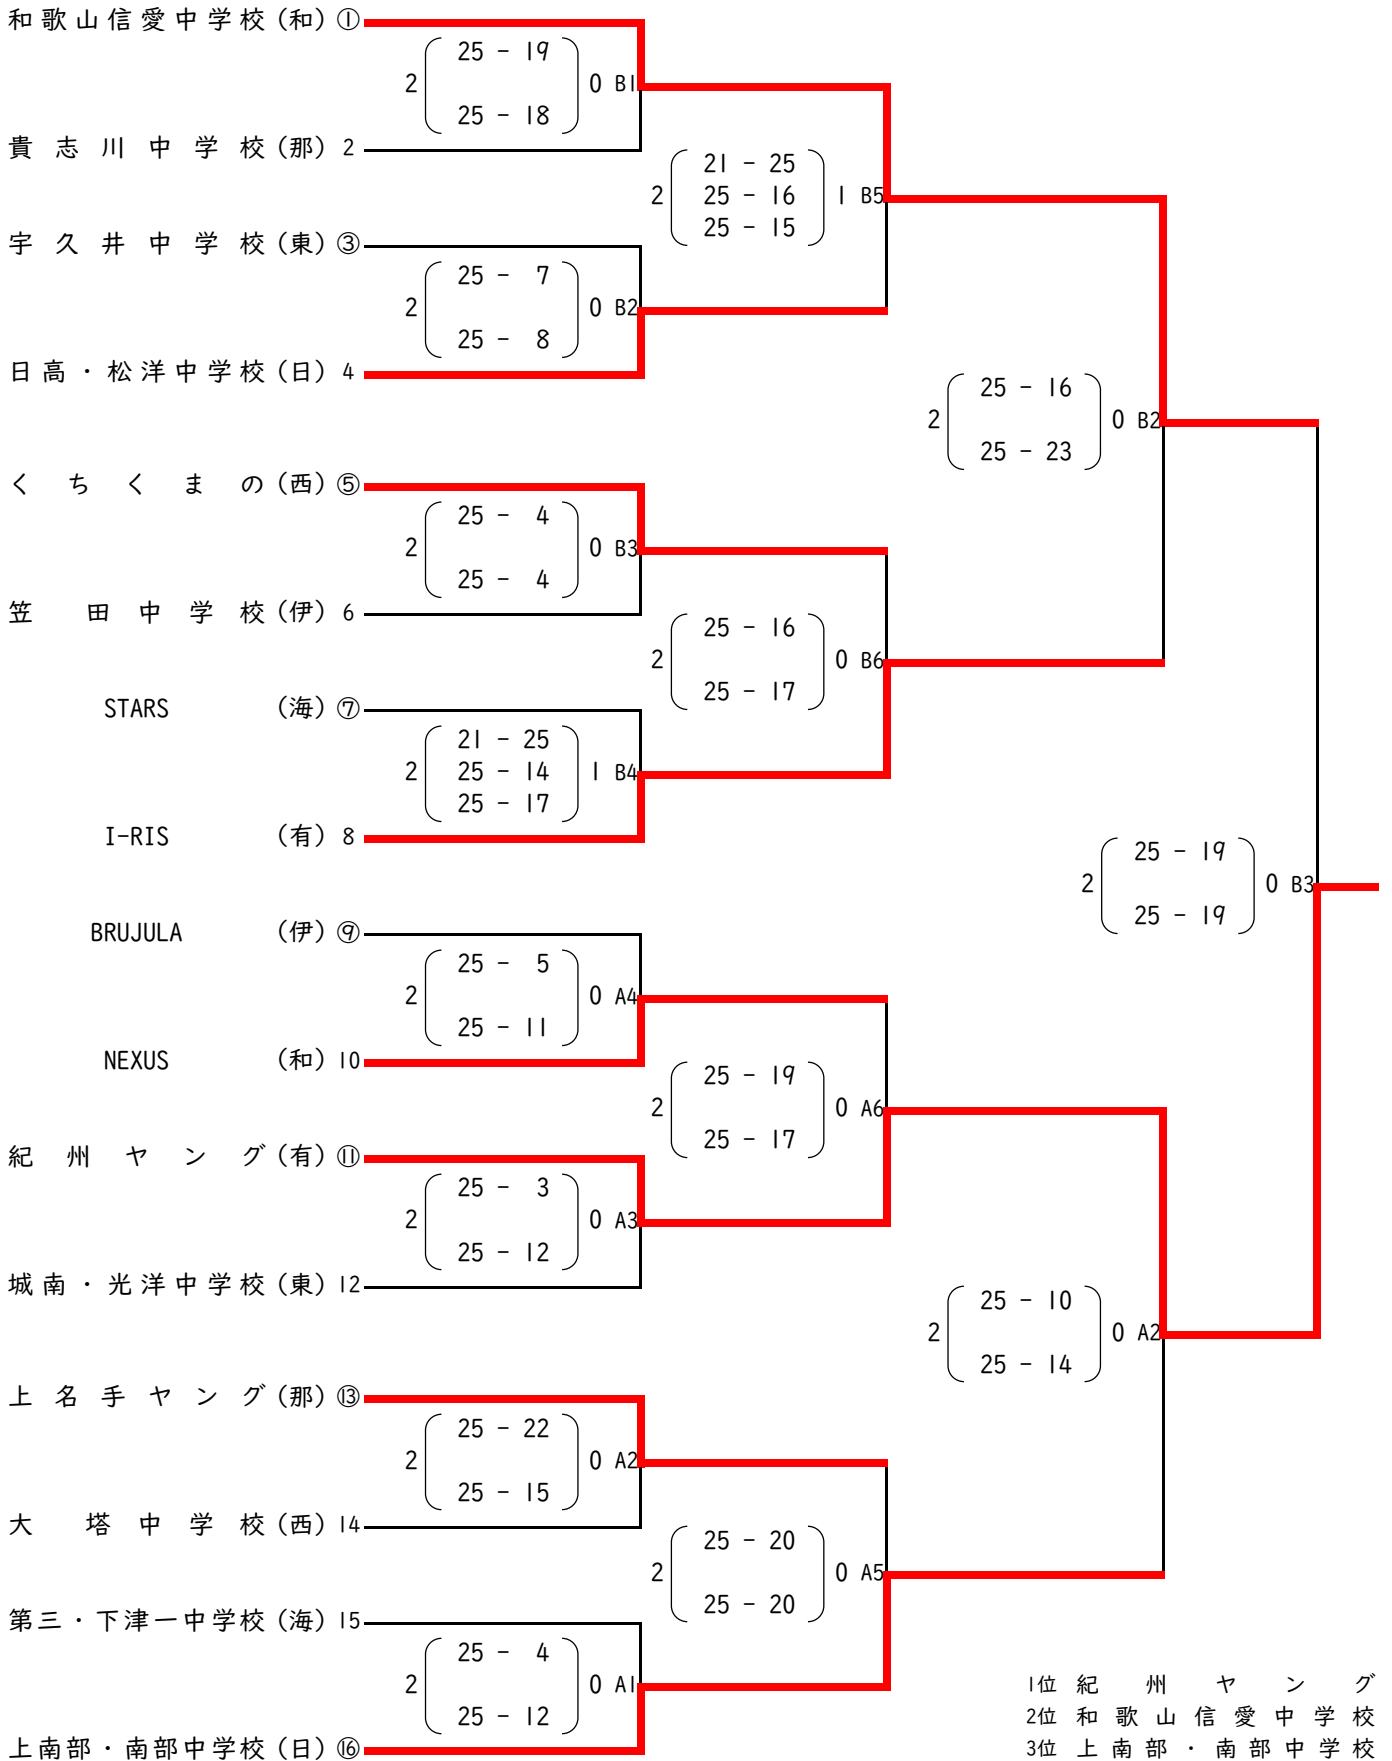 和歌山信愛中学校(和) ①
25 - 19
2 0 B1
25 - 18
貴志川中学校(那) 2
21 - 25
2 25 - 16 1 B5
25 - 15
宇久井中学校(東) ③
25 - 7
2 0 B2
25 - 8
日高・松洋中学校(日) 4
25 - 16
2 0 B2
25 - 23
くちくまの(西) ⑤
25 - 4
2 0 B3
25 - 4
笠田中学校(伊) 6
25 - 16
2 0 B6
25 - 17
STARS (海) ⑦
21 - 25
2 25 - 14 1 B4
25 - 17
I-RIS (有) 8
25 - 19
2 0 B3
25 - 19
BRUJULA (伊) ⑨
25 - 5
2 0 A4
25 - 11
NEXUS (和) 10
25 - 19
2 0 A6
25 - 17
紀州ヤング(有) ⑪
25 - 3
2 0 A3
25 - 12
城南・光洋中学校(東) 12
25 - 10
2 0 A2
25 - 14
上名手ヤング(那) ⑬
25 - 22
2 0 A2
25 - 15
大塔中学校(西) 14
25 - 20
2 0 A5
25 - 20
第三・下津一中学校(海) 15
25 - 4
2 0 A1
25 - 12
上南部・南部中学校(日) ⑯
1位 紀州ヤング
2位 和歌山信愛中学校
3位 上南部・南部中学校